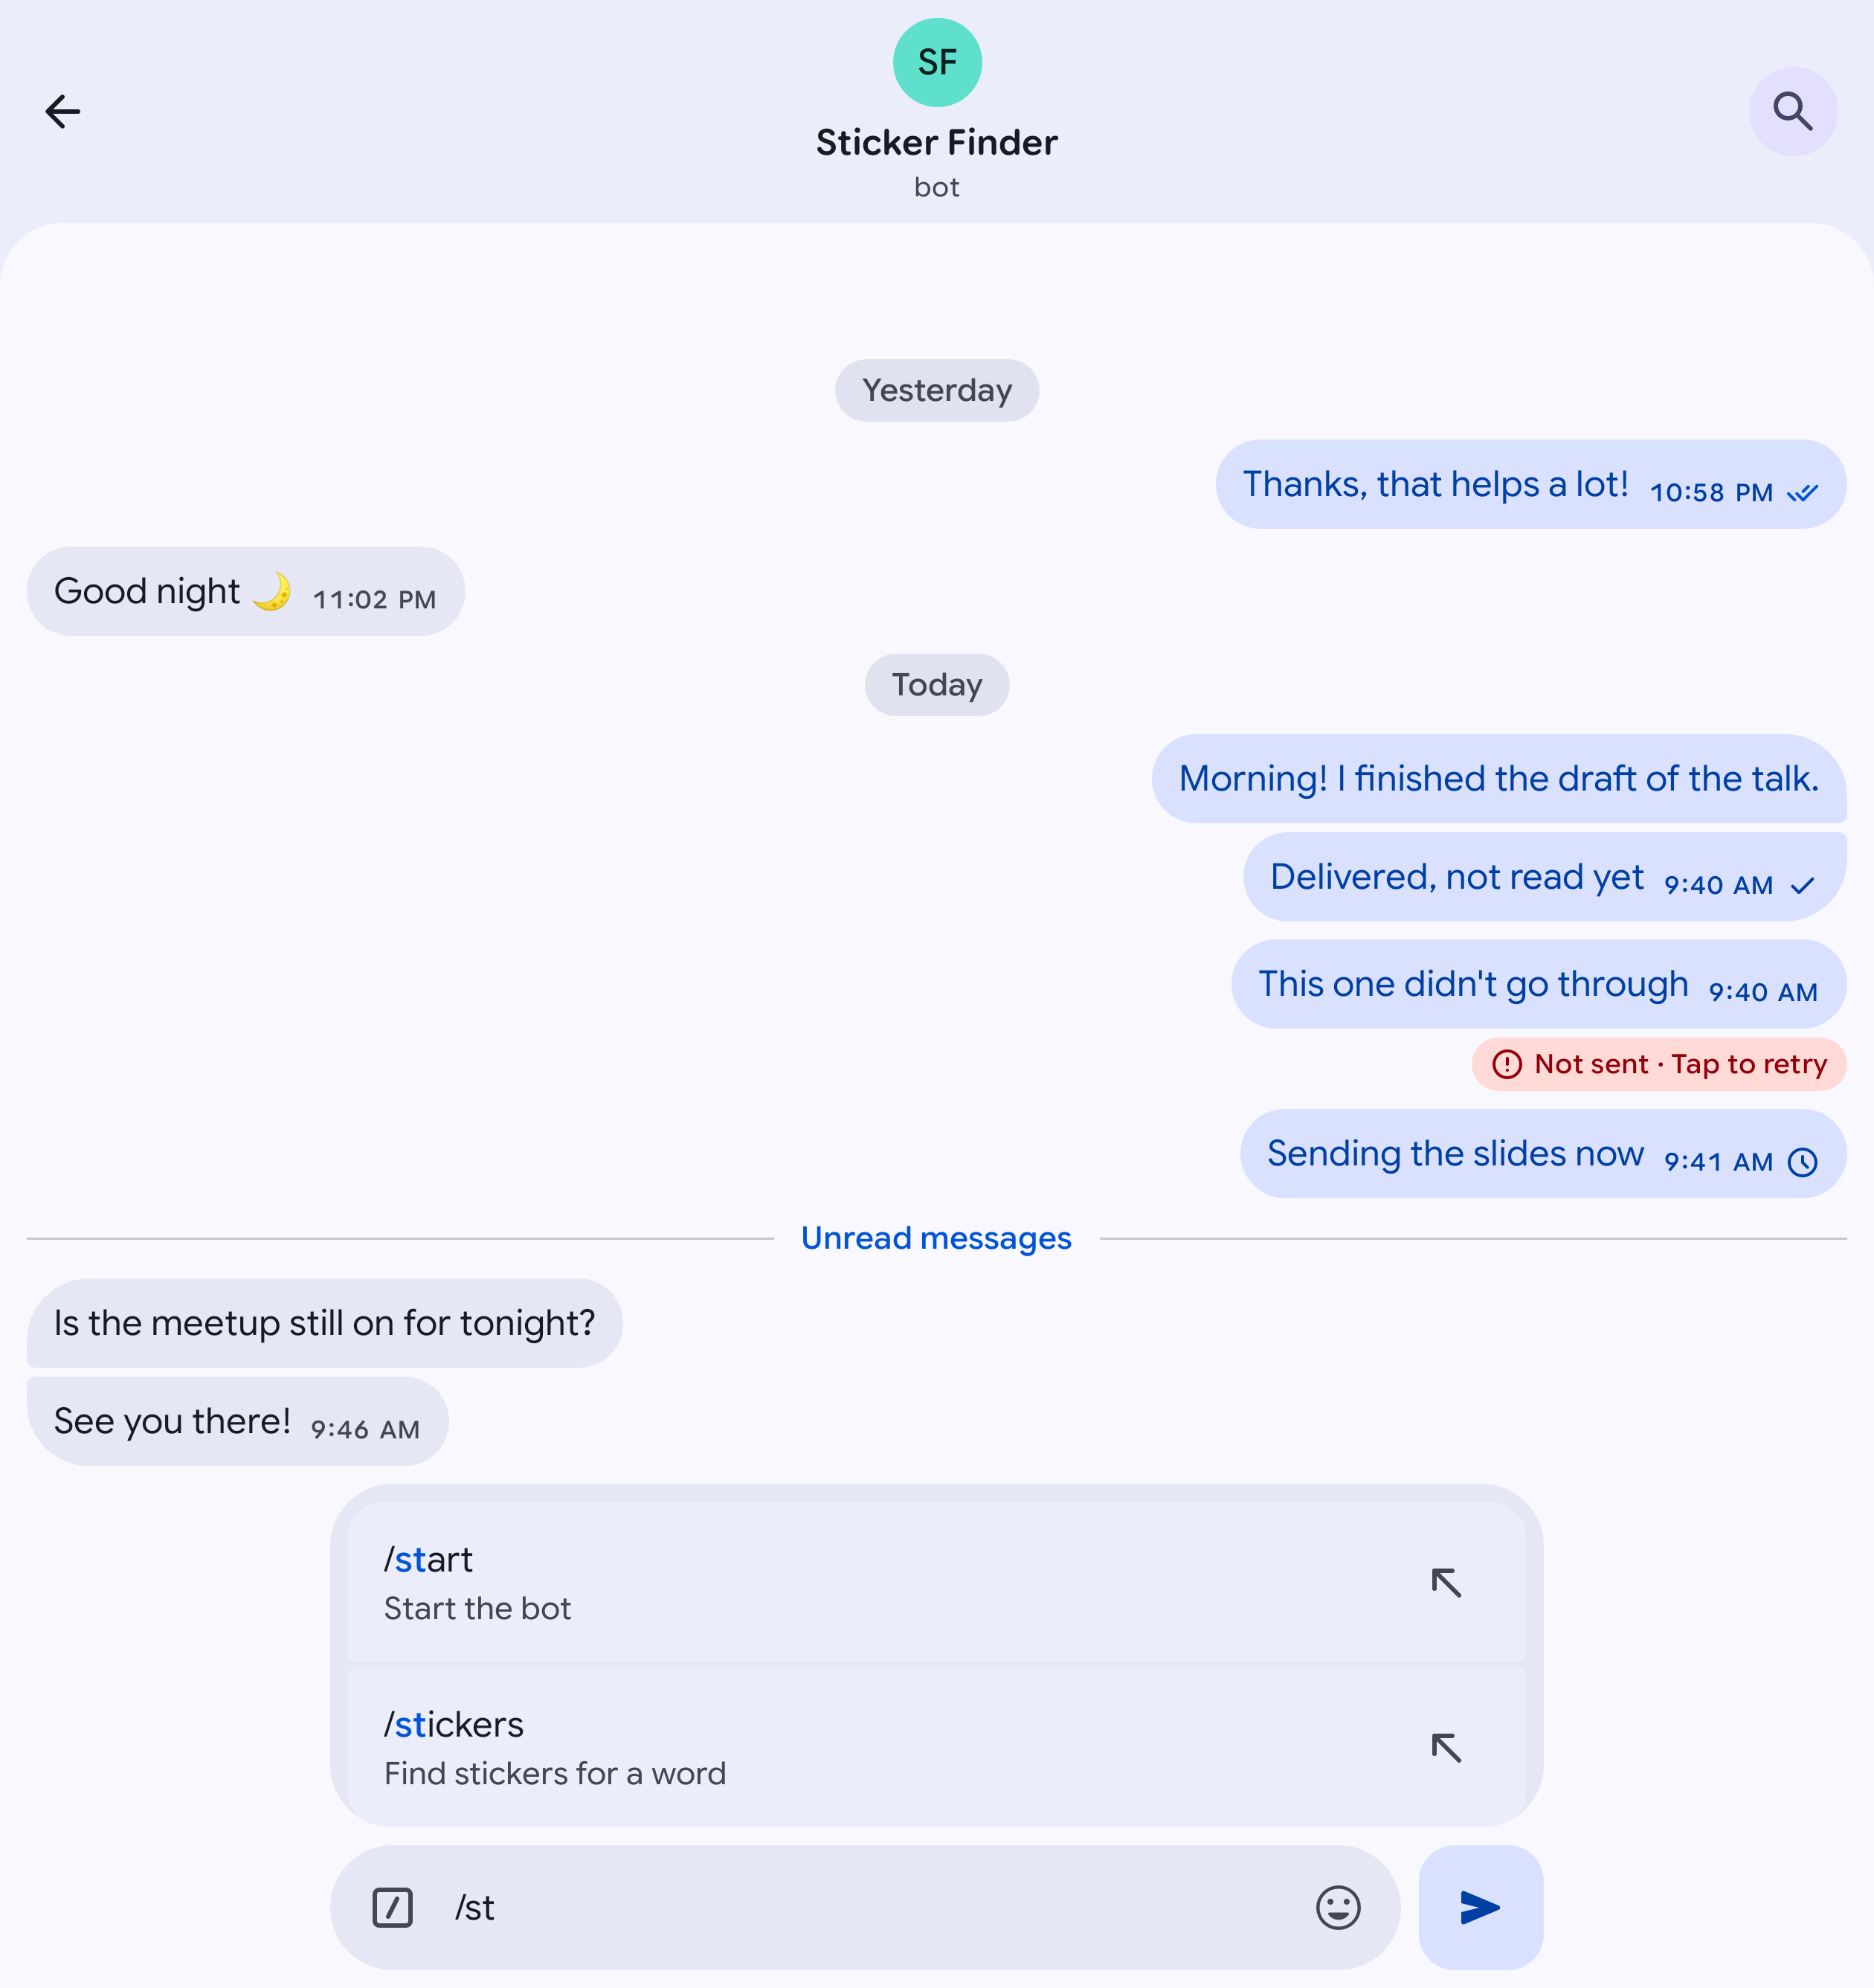 SF
Sticker Finder
bot
Yesterday
Thanks, that helps a lot! 10:58 PM
Good night 🌙 11:02 PM
Today
Morning! I finished the draft of the talk.
Delivered, not read yet 9:40 AM
This one didn't go through 9:40 AM
Not sent · Tap to retry
Sending the slides now 9:41 AM
Unread messages
Is the meetup still on for tonight?
See you there! 9:46 AM
/start
Start the bot
/stickers
Find stickers for a word
/st